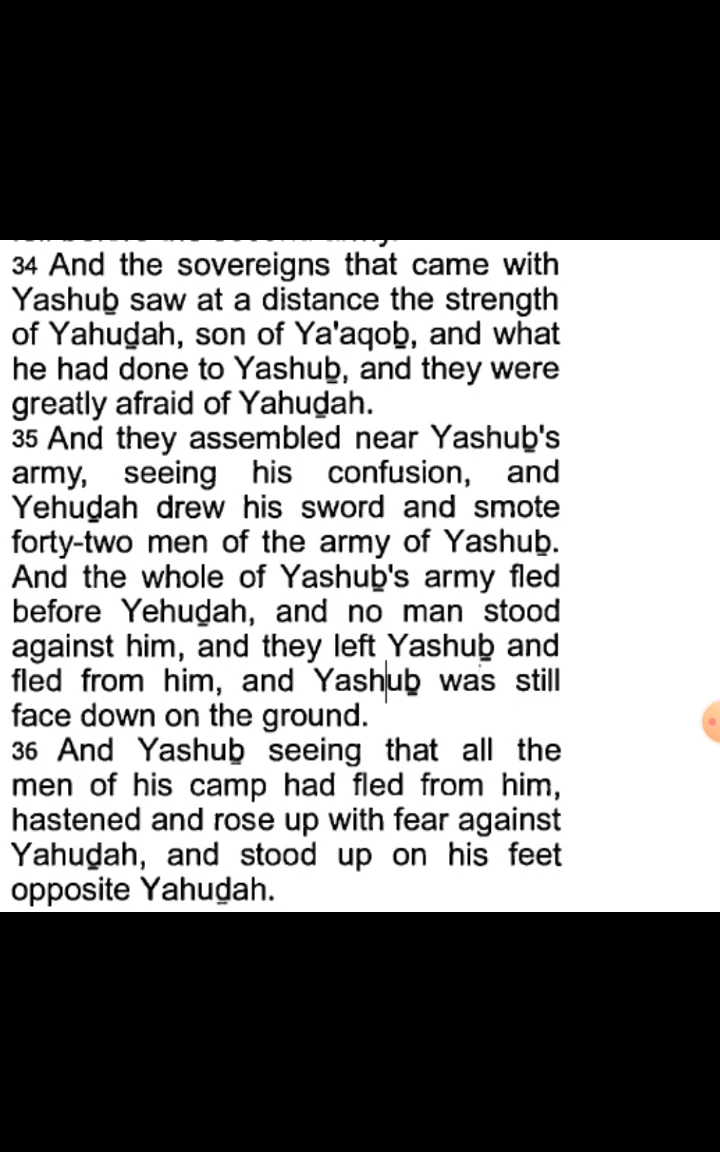 34 And the sovereigns that came with
Yashuḇ saw at a distance the strength
of Yahuḏah, son of Ya'aqoḇ, and what
he had done to Yashuḇ, and they were
greatly afraid of Yahuḏah.
35 And they assembled near Yashuḇ's
army, seeing his confusion, and
Yehuḏah drew his sword and smote
forty-two men of the army of Yashuḇ.
And the whole of Yashuḇ's army fled
before Yehuḏah, and no man stood
against him, and they left Yashuḇ and
fled from him, and Yashuḇ was still
face down on the ground.
36 And Yashuḇ seeing that all the
men of his camp had fled from him,
hastened and rose up with fear against
Yahuḏah, and stood up on his feet
opposite Yahuḏah.